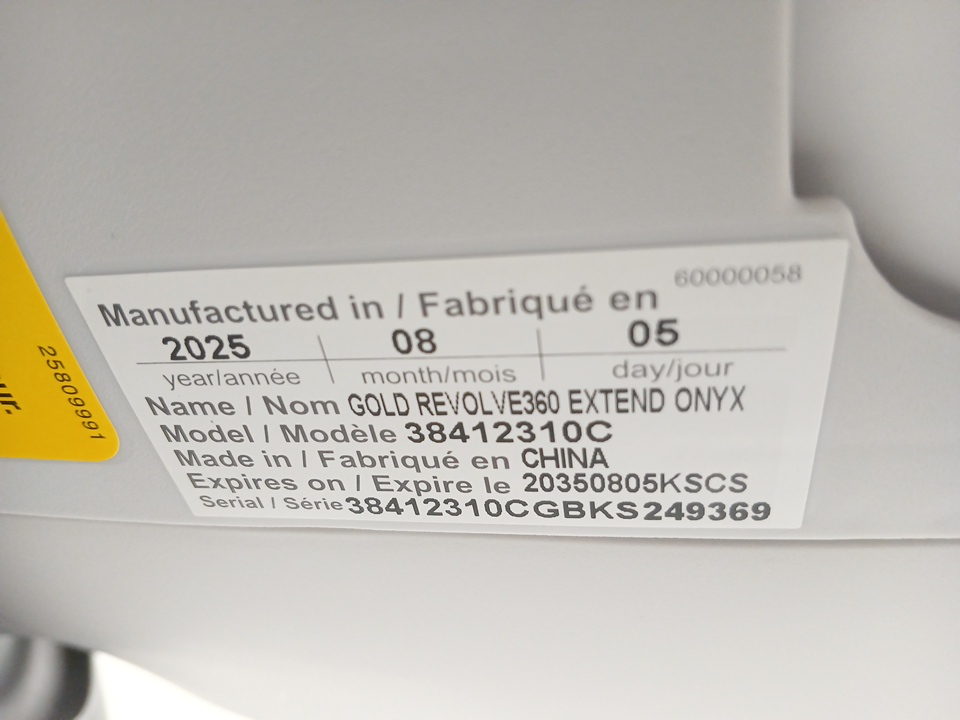 60000058
Manufactured in / Fabriqué en
2025 08 05
year/année month/mois day/jour
Name / Nom GOLD REVOLVE360 EXTEND ONYX
Model / Modèle 38412310C
Made in / Fabriqué en CHINA
Expires on / Expire le 20350805KSCS
Serial / Série 38412310CGBKS249369
25809991